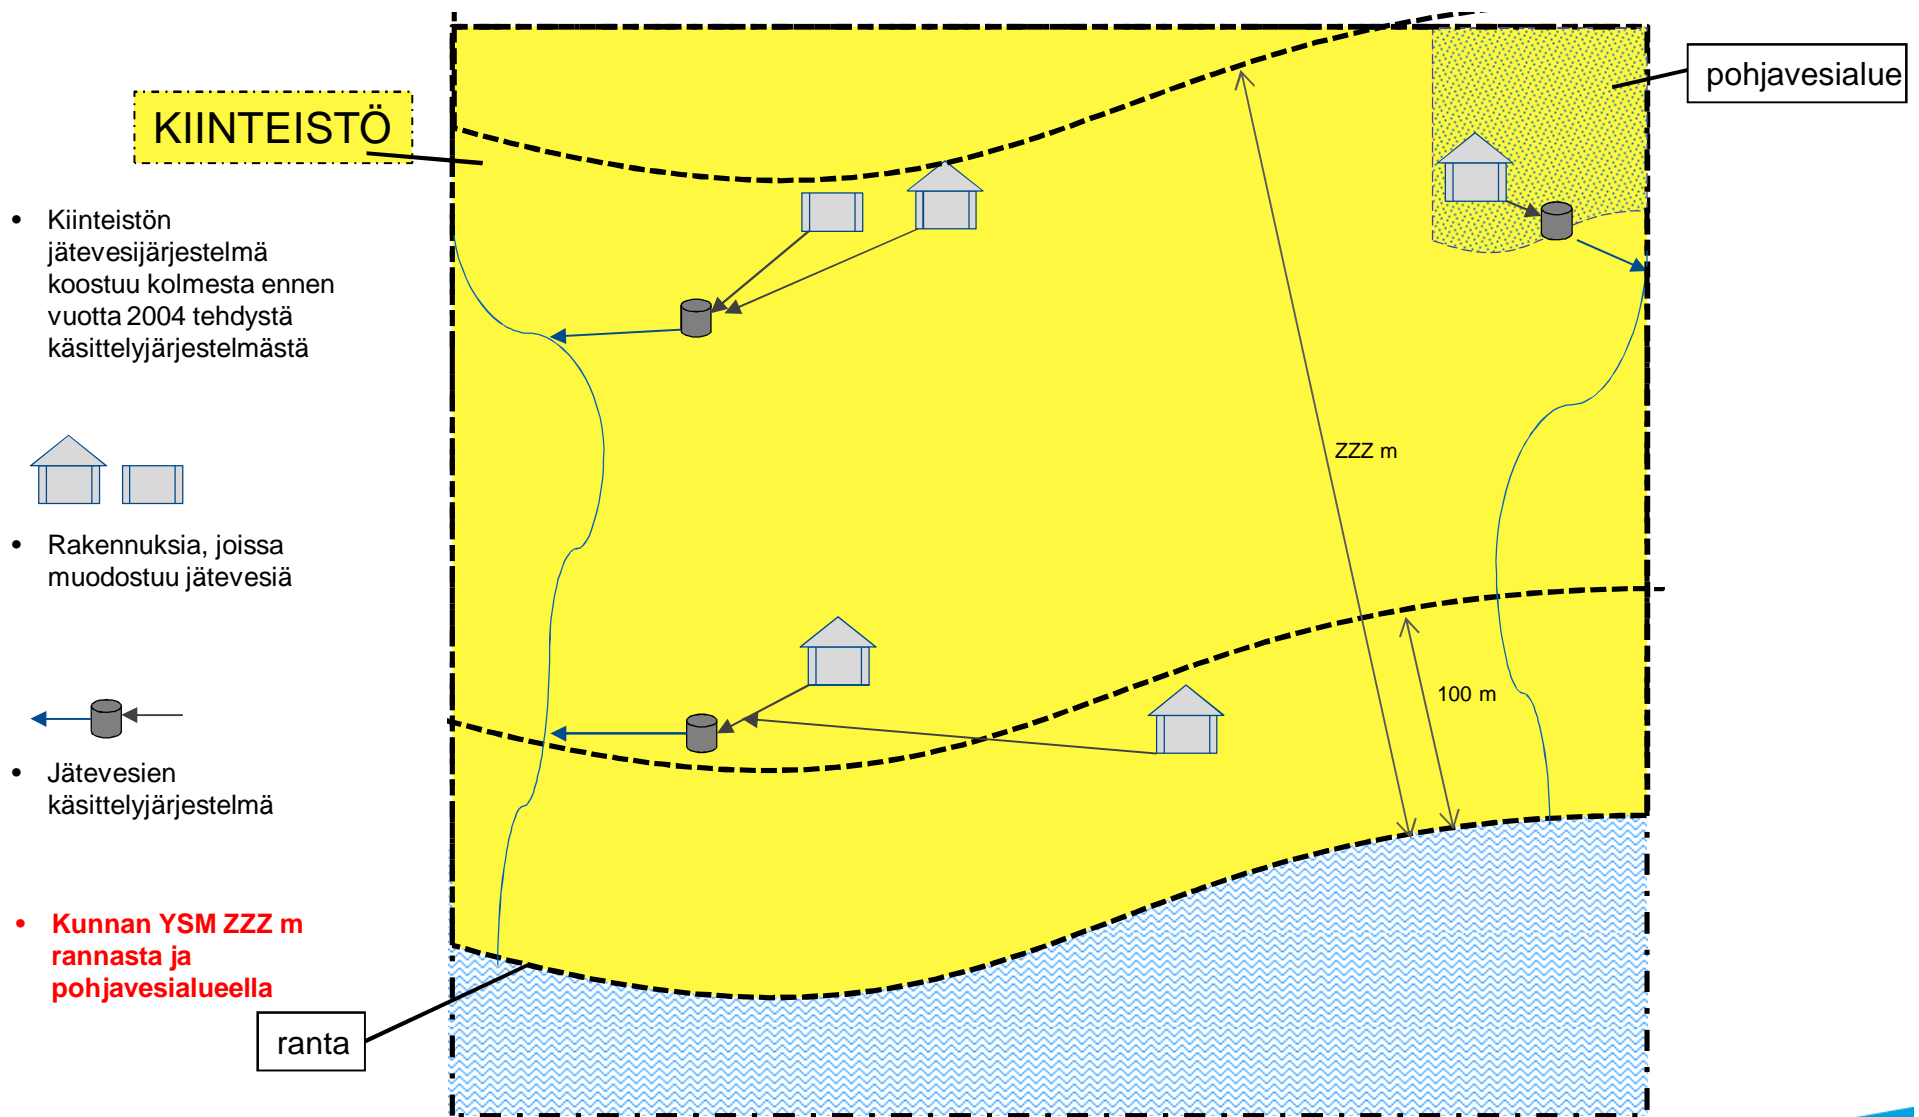 KIINTEISTÖ
pohjavesialue
• Kiinteistön
jätevesijärjestelmä
koostuu kolmesta ennen
vuotta 2004 tehdystä
käsittelyjärjestelmästä
• Rakennuksia, joissa
muodostuu jätevesiä
• Jätevesien
käsittelyjärjestelmä
• Kunnan YSM ZZZ m
rannasta ja
pohjavesialueella
ranta
ZZZ m
100 m